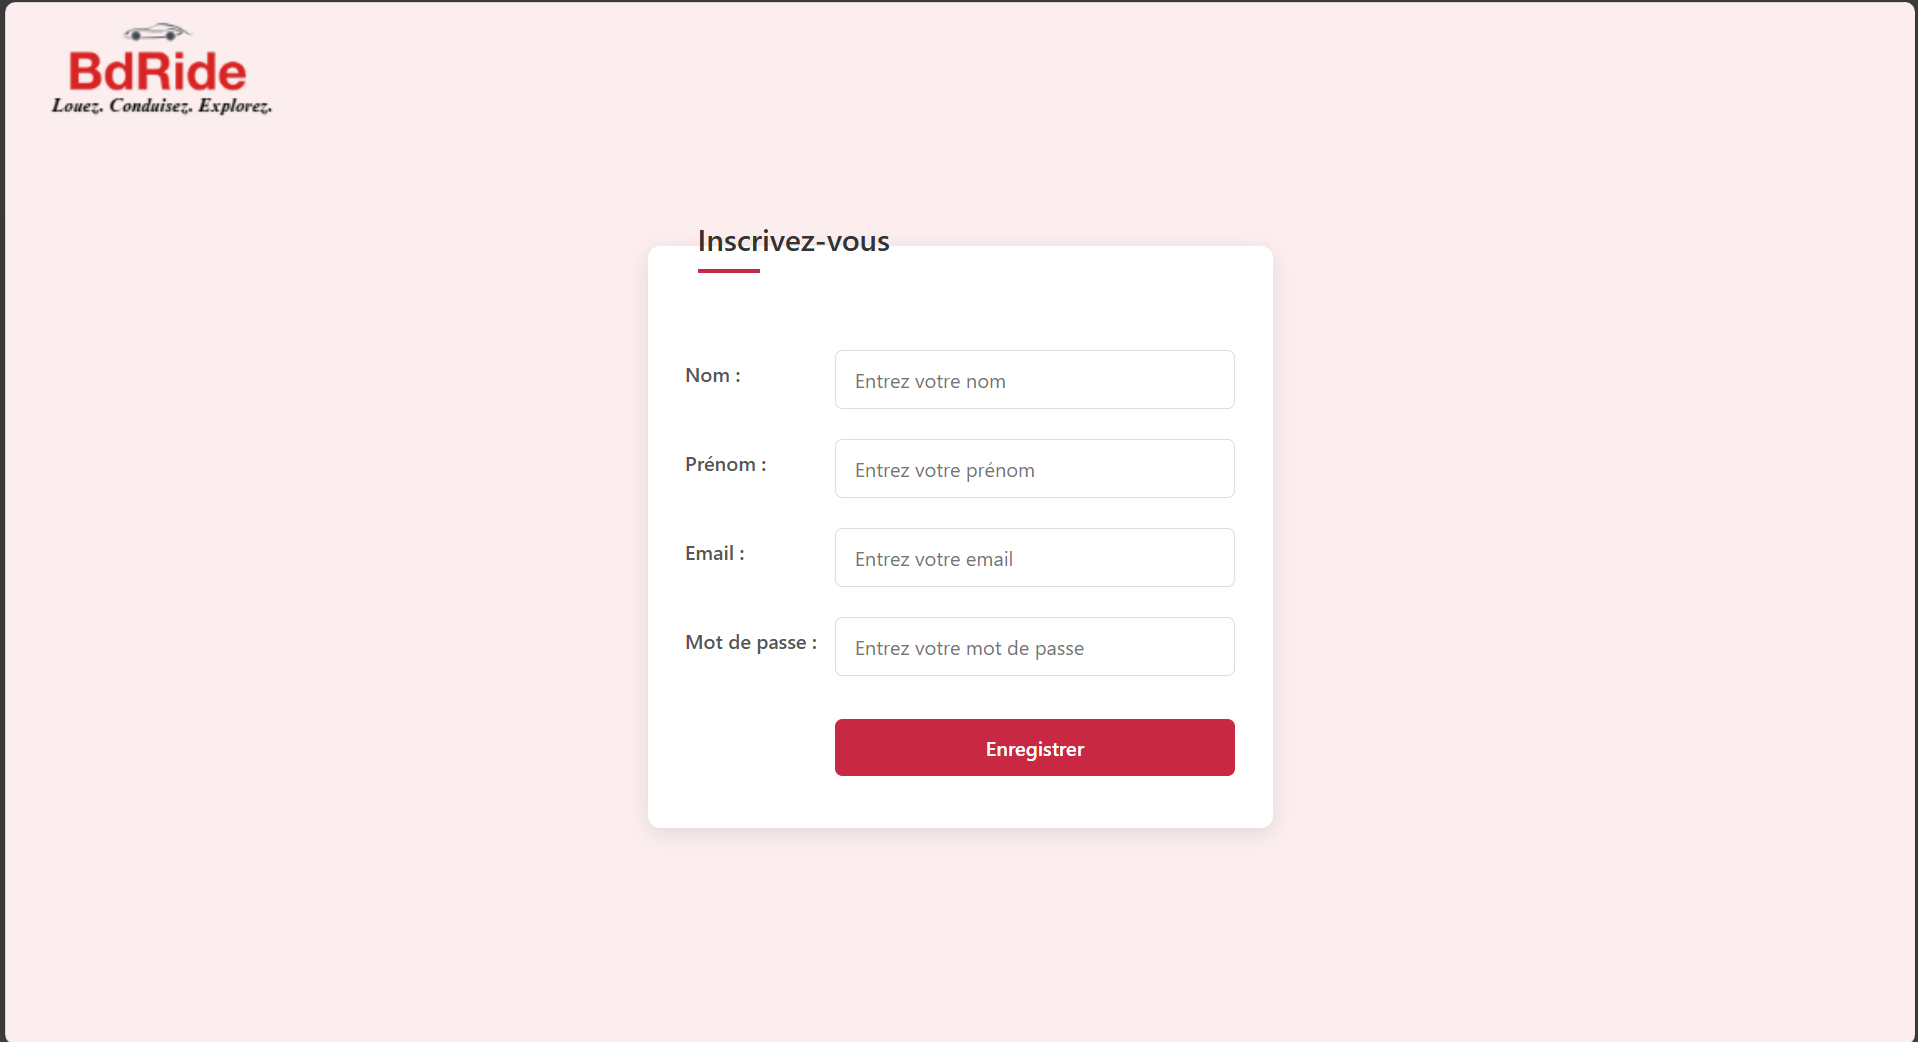 BdRide
Louez. Conduisez. Explorez.
Inscrivez-vous
Nom :
Entrez votre nom
Prénom :
Entrez votre prénom
Email :
Entrez votre email
Mot de passe :
Entrez votre mot de passe
Enregistrer